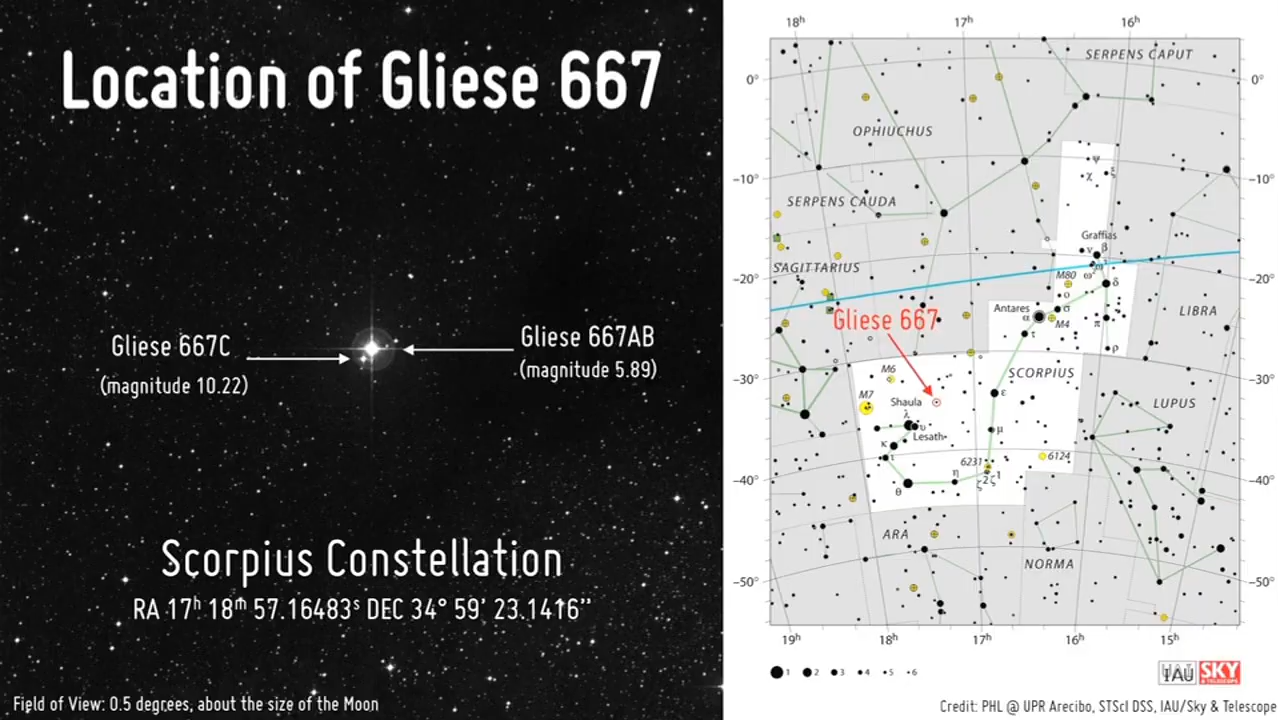 Location of Gliese 667
Gliese 667C
(magnitude 10.22)
Gliese 667AB
(magnitude 5.89)
Scorpius Constellation
RA 17h 18m 57.16483s DEC 34° 59' 23.1416"
Field of View: 0.5 degrees, about the size of the Moon
18h 17h 16h
SERPENS CAPUT
0° 0°
OPHIUCHUS
ψ
χ ξ
-10° -10°
SERPENS CAUDA
Graffias
ν β
ω² ω¹
SAGITTARIUS
M80
-20° δ -20°
σ
Antares
α
M4
π
τ
LIBRA
Gliese 667
ρ
M6
SCORPIUS
-30° -30°
M7
Shaula
ε
LUPUS
λ
υ
Lesath
μ
κ
ι
6231
6124
η
ζ² ζ¹
-40° -40°
θ
ARA
NORMA
-50° -50°
19h 18h 17h 16h 15h
1 2 3 4 5 6
IAU SKY
& TELESCOPE
Credit: PHL @ UPR Arecibo, STScI DSS, IAU/Sky & Telescope